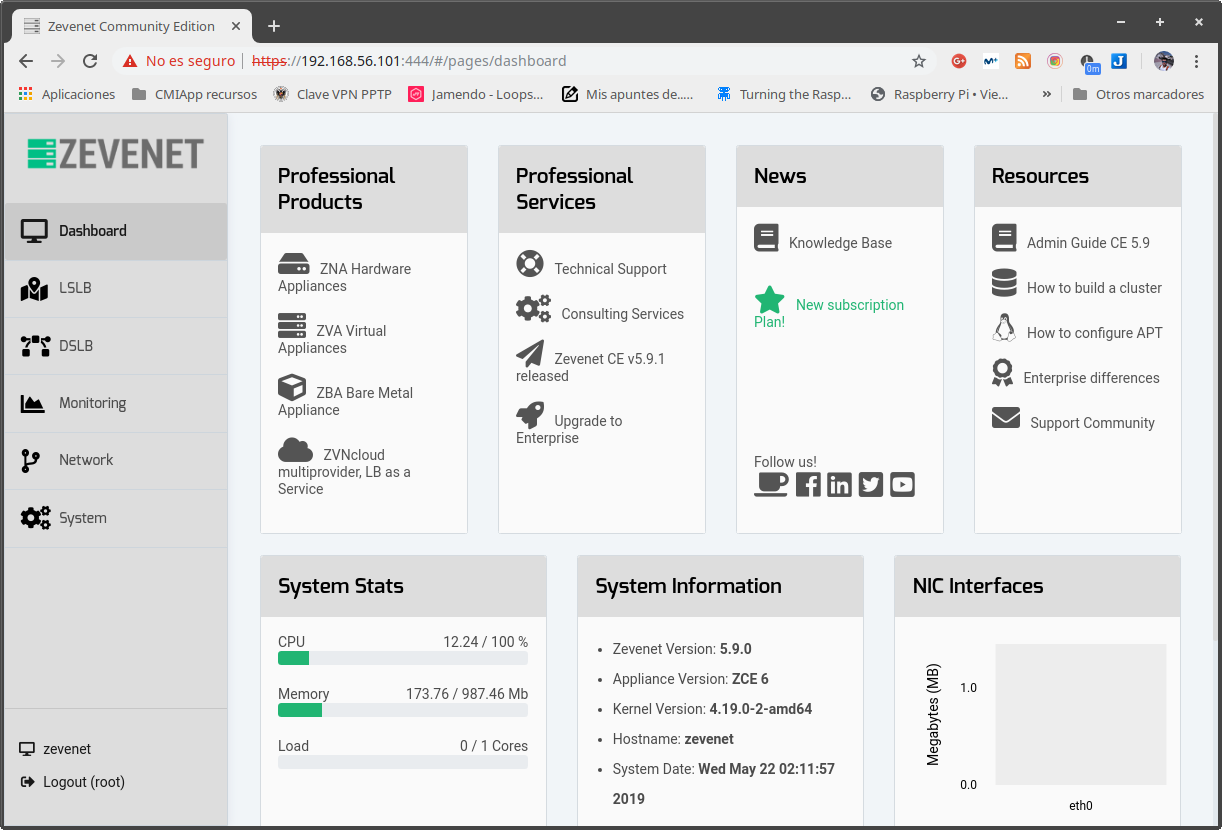 Zevenet Community Edition
No es seguro
https://192.168.56.101:444/#/pages/dashboard
0m
Aplicaciones
CMIApp recursos
Clave VPN PPTP
Jamendo - Loops...
Mis apuntes de.....
Turning the Rasp...
Raspberry Pi • Vie...
»
Otros marcadores
ZEVENET
Dashboard
LSLB
DSLB
Monitoring
Network
System
zevenet
Logout (root)
Professional
Products
ZNA Hardware
Appliances
ZVA Virtual
Appliances
ZBA Bare Metal
Appliance
ZVNcloud
multiprovider, LB as a
Service
Professional
Services
Technical Support
Consulting Services
Zevenet CE v5.9.1
released
Upgrade to
Enterprise
News
Knowledge Base
New subscription
Plan!
Follow us!
Resources
Admin Guide CE 5.9
How to build a cluster
How to configure APT
Enterprise differences
Support Community
System Stats
CPU 12.24 / 100 %
Memory 173.76 / 987.46 Mb
Load 0 / 1 Cores
System Information
• Zevenet Version: 5.9.0
• Appliance Version: ZCE 6
• Kernel Version: 4.19.0-2-amd64
• Hostname: zevenet
• System Date: Wed May 22 02:11:57
2019
NIC Interfaces
Megabytes (MB)
1.0
0.0
eth0